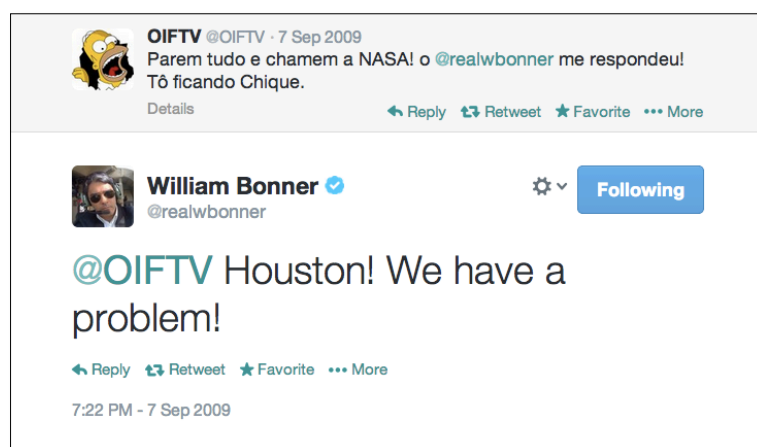 OIFTV @OIFTV · 7 Sep 2009
Parem tudo e chamem a NASA! o @realwbonner me respondeu!
Tô ficando Chique.
Details
Reply Retweet Favorite More
William Bonner
@realwbonner
Following
@OIFTV Houston! We have a
problem!
Reply Retweet Favorite More
7:22 PM - 7 Sep 2009